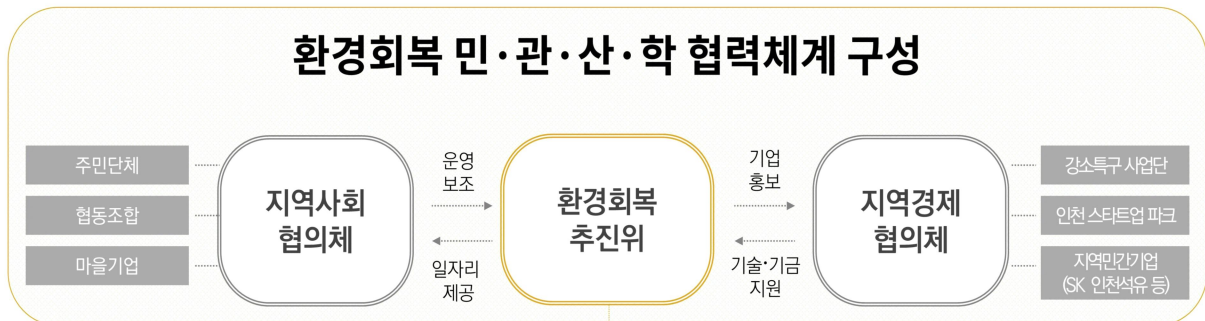 환경회복 민·관·산·학 협력체계 구성
주민단체
협동조합
마을기업
지역사회
협의체
운영
보조
일자리
제공
환경회복
추진위
기업
홍보
기술·기금
지원
지역경제
협의체
강소특구 사업단
인천 스타트업 파크
지역민간기업
(SK 인천석유 등)